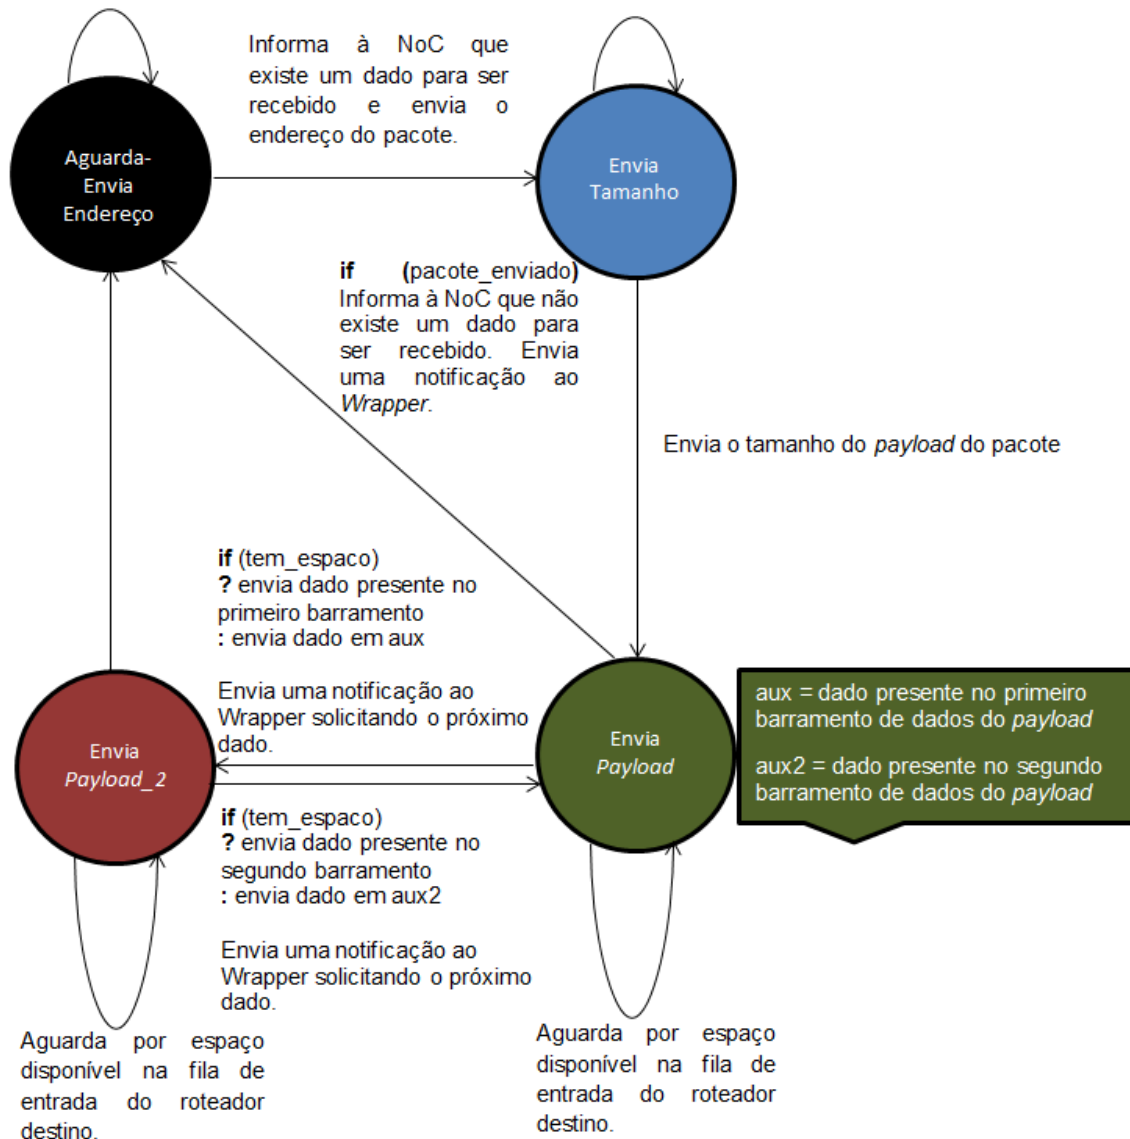 Informa à NoC que
existe um dado para ser
recebido e envia o
endereço do pacote.
Aguarda-
Envia
Endereço
Envia
Tamanho
if (pacote_enviado)
Informa à NoC que não
existe um dado para
ser recebido. Envia
uma notificação ao
Wrapper.
Envia o tamanho do payload do pacote
if (tem_espaco)
? envia dado presente no
primeiro barramento
: envia dado em aux
Envia uma notificação ao
Wrapper solicitando o próximo
dado.
Envia
Payload_2
Envia
Payload
aux = dado presente no primeiro
barramento de dados do payload
aux2 = dado presente no segundo
barramento de dados do payload
if (tem_espaco)
? envia dado presente no
segundo barramento
: envia dado em aux2
Envia uma notificação ao
Wrapper solicitando o próximo
dado.
Aguarda por espaço
disponível na fila de
entrada do roteador
destino.
Aguarda por espaço
disponível na fila de
entrada do roteador
destino.